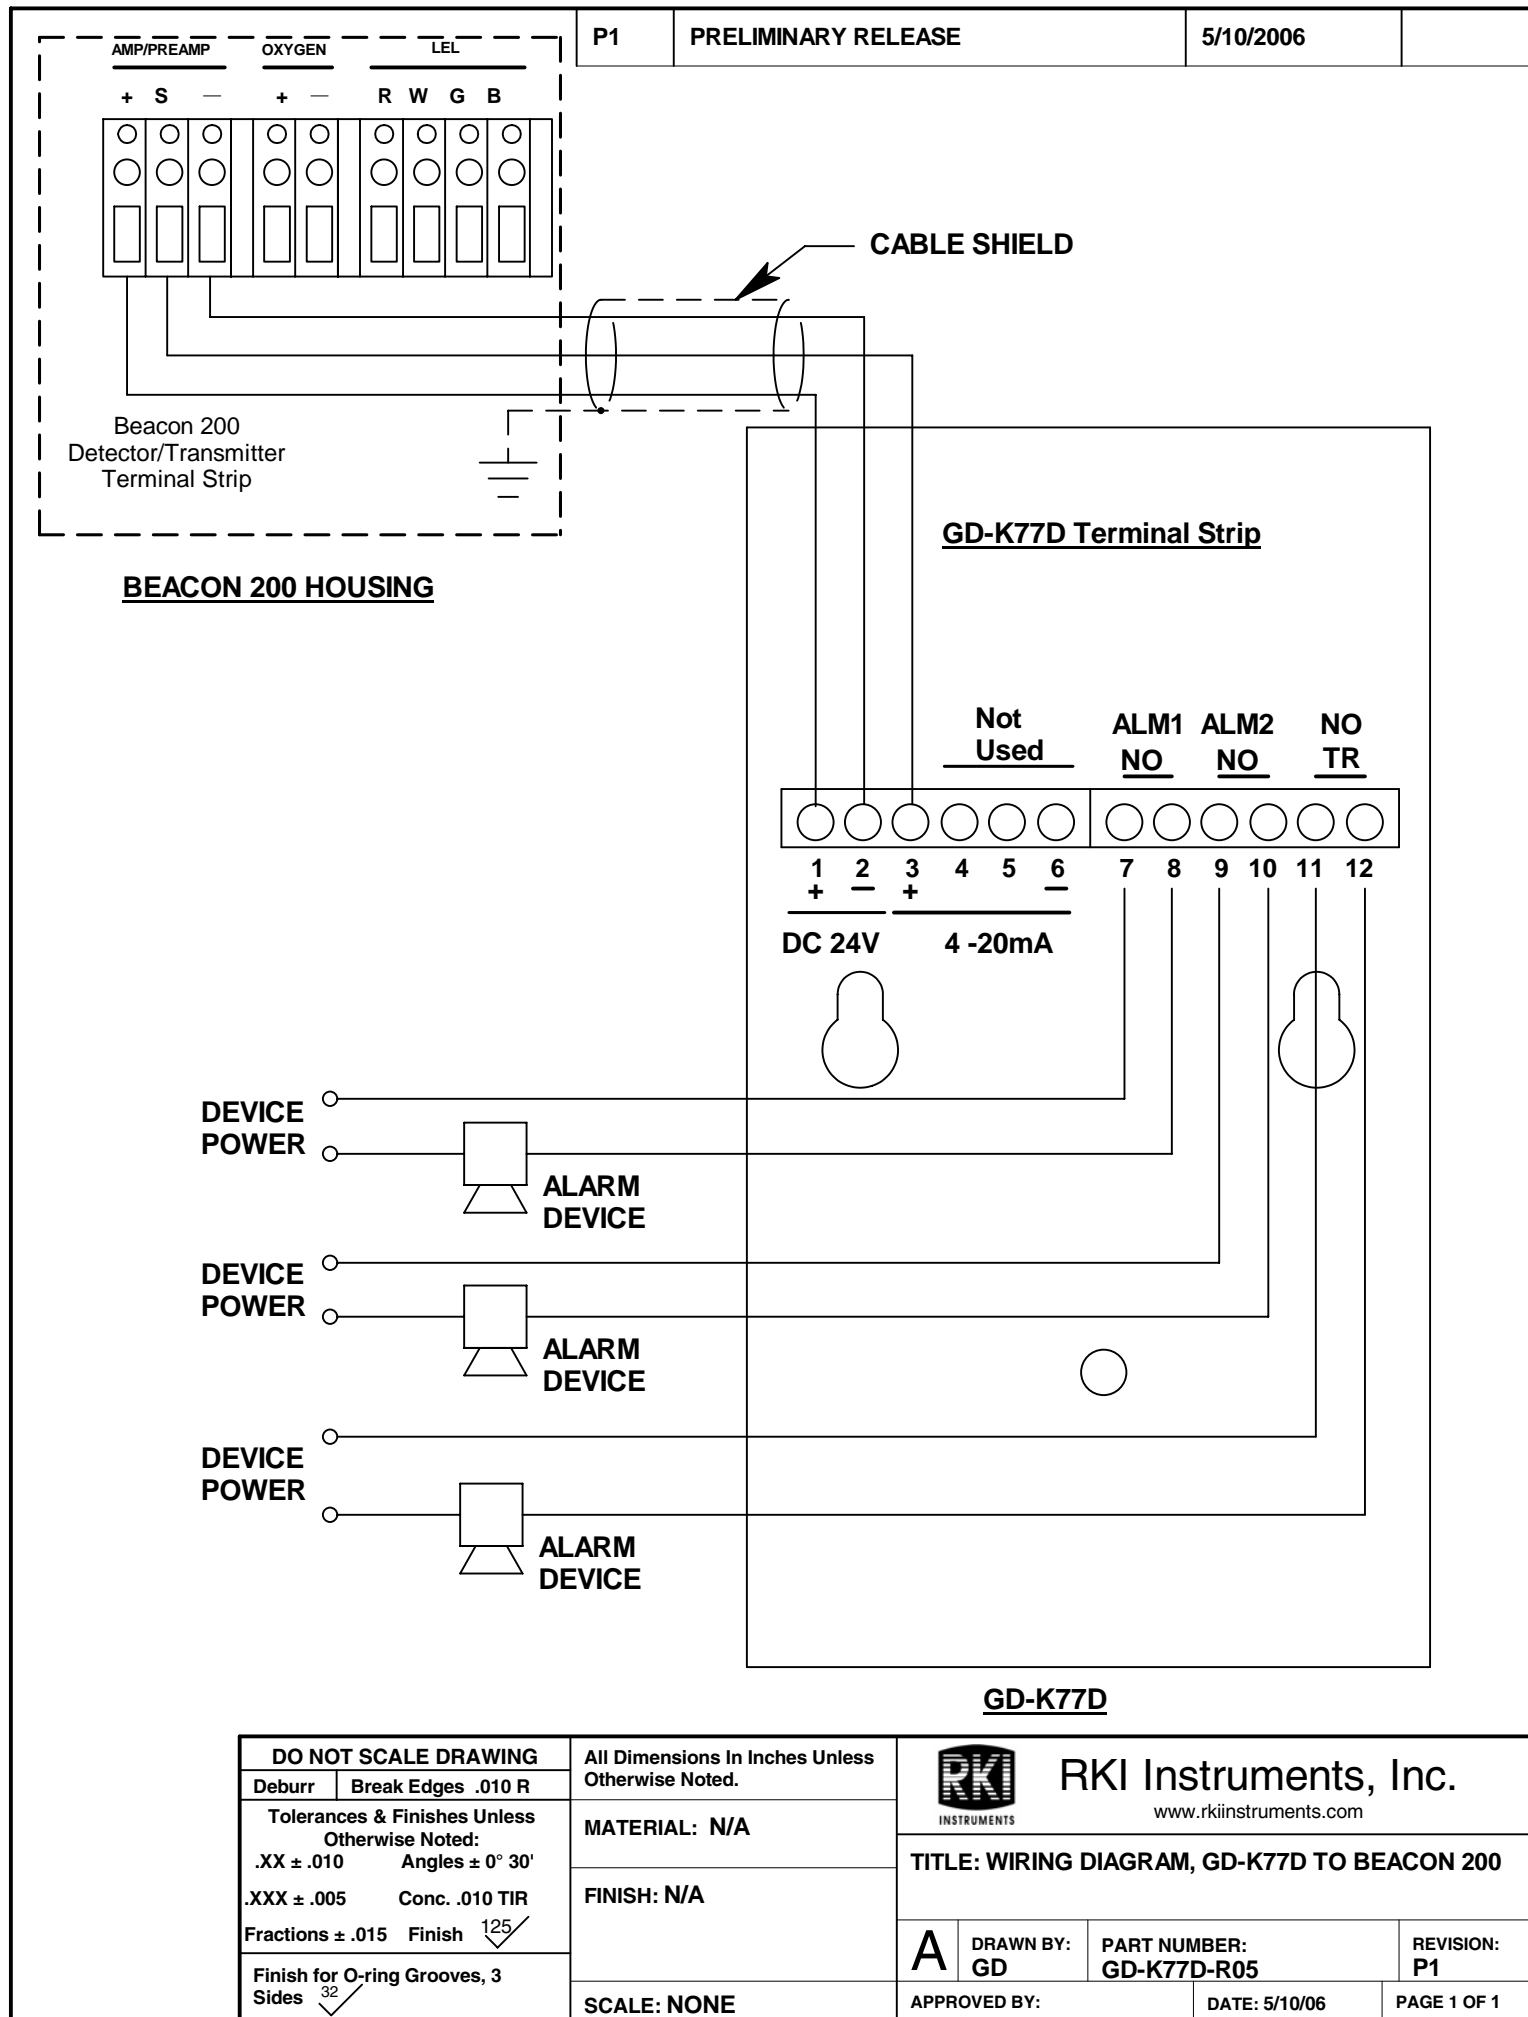 P1 PRELIMINARY RELEASE 5/10/2006
AMP/PREAMP OXYGEN LEL
+ S — + — R W G B
CABLE SHIELD
Beacon 200
Detector/Transmitter
Terminal Strip
BEACON 200 HOUSING
GD-K77D Terminal Strip
Not
Used
ALM1
NO
ALM2
NO
NO
TR
1 2 3 4 5 6 7 8 9 10 11 12
+ — + —
DC 24V 4 -20mA
DEVICE
POWER
ALARM
DEVICE
DEVICE
POWER
ALARM
DEVICE
DEVICE
POWER
ALARM
DEVICE
GD-K77D
DO NOT SCALE DRAWING
Deburr Break Edges .010 R
Tolerances & Finishes Unless
Otherwise Noted:
.XX ± .010 Angles ± 0° 30'
.XXX ± .005 Conc. .010 TIR
Fractions ± .015 Finish 125
Finish for O-ring Grooves, 3
Sides 32
All Dimensions In Inches Unless
Otherwise Noted.
MATERIAL: N/A
FINISH: N/A
SCALE: NONE
RKI
INSTRUMENTS
RKI Instruments, Inc.
www.rkiinstruments.com
TITLE: WIRING DIAGRAM, GD-K77D TO BEACON 200
A
DRAWN BY:
GD
PART NUMBER:
GD-K77D-R05
REVISION:
P1
APPROVED BY:
DATE: 5/10/06
PAGE 1 OF 1